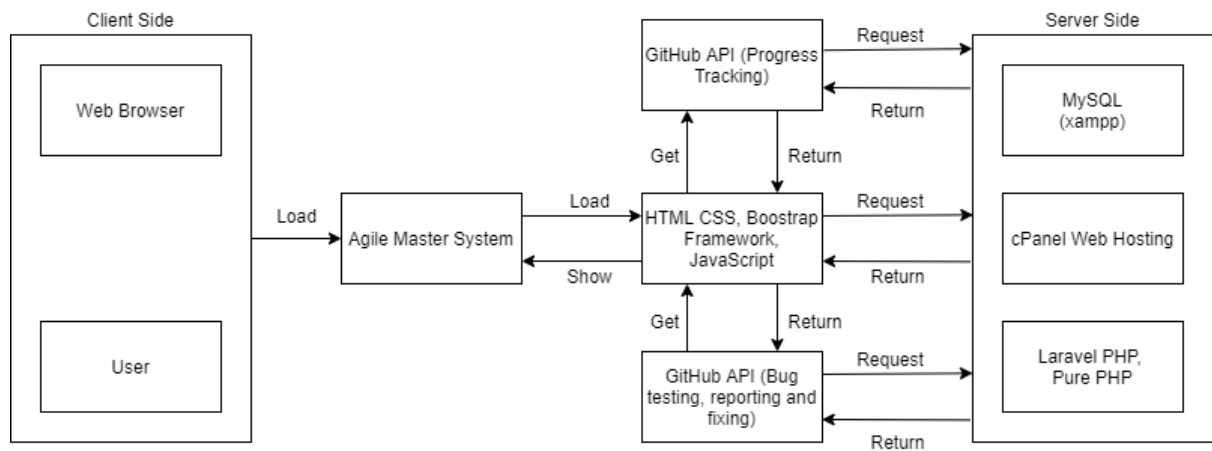 Client Side
Web Browser
User
Load
Agile Master System
Load
Show
GitHub API (Progress
Tracking)
Get
Return
HTML CSS, Boostrap
Framework,
JavaScript
Get
Return
GitHub API (Bug
testing, reporting and
fixing)
Request
Return
Request
Return
Request
Return
Server Side
MySQL
(xampp)
cPanel Web Hosting
Laravel PHP,
Pure PHP